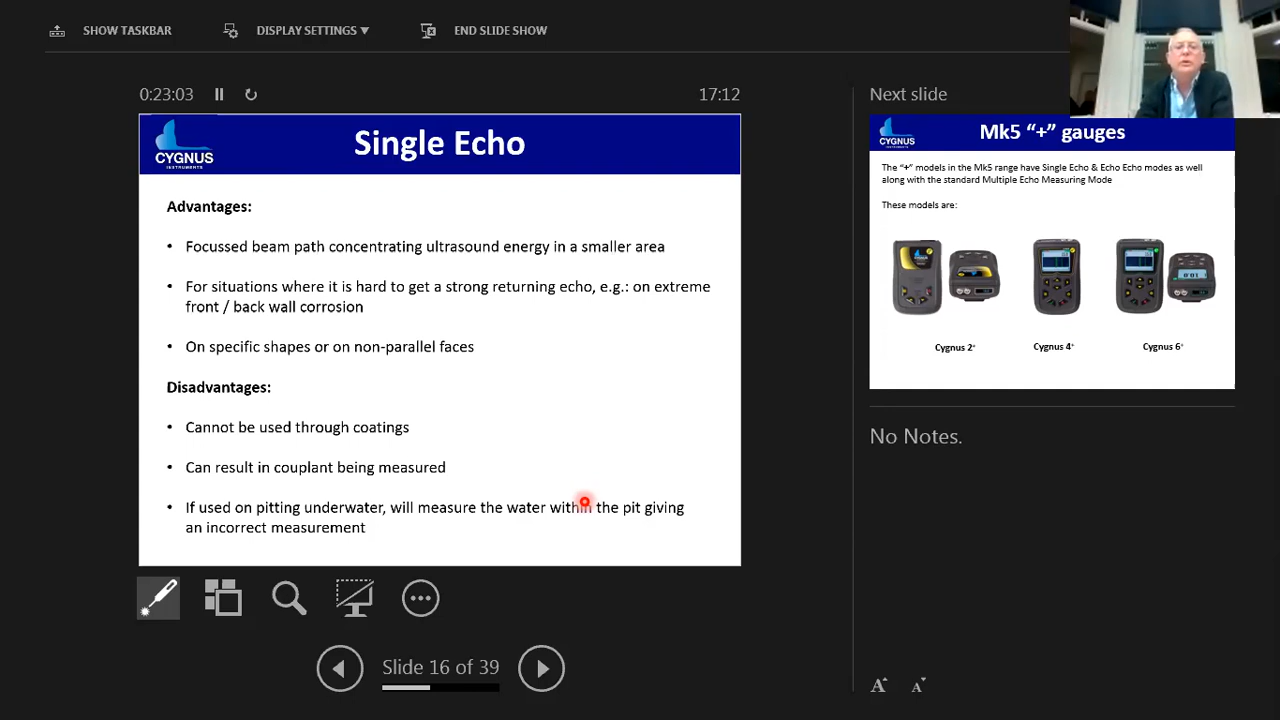 SHOW TASKBAR
DISPLAY SETTINGS
END SLIDE SHOW
0:23:03
17:12
CYGNUS
INSTRUMENTS
Single Echo
Advantages:
• Focussed beam path concentrating ultrasound energy in a smaller area
• For situations where it is hard to get a strong returning echo, e.g.: on extreme
front / back wall corrosion
• On specific shapes or on non-parallel faces
Disadvantages:
• Cannot be used through coatings
• Can result in couplant being measured
• If used on pitting underwater, will measure the water within the pit giving
an incorrect measurement
Slide 16 of 39
Next slide
CYGNUS
INSTRUMENTS
Mk5 “+” gauges
The “+” models in the Mk5 range have Single Echo & Echo Echo modes as well
along with the standard Multiple Echo Measuring Mode
These models are:
Cygnus 2+
Cygnus 4+
Cygnus 6+
No Notes.
A
A